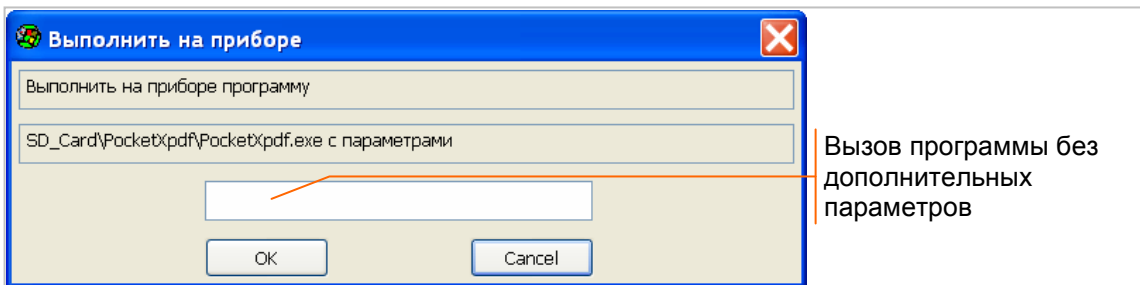 Выполнить на приборе
Выполнить на приборе программу
SD_Card\PocketXpdf\PocketXpdf.exe с параметрами
Вызов программы без
дополнительных
параметров
OK
Cancel